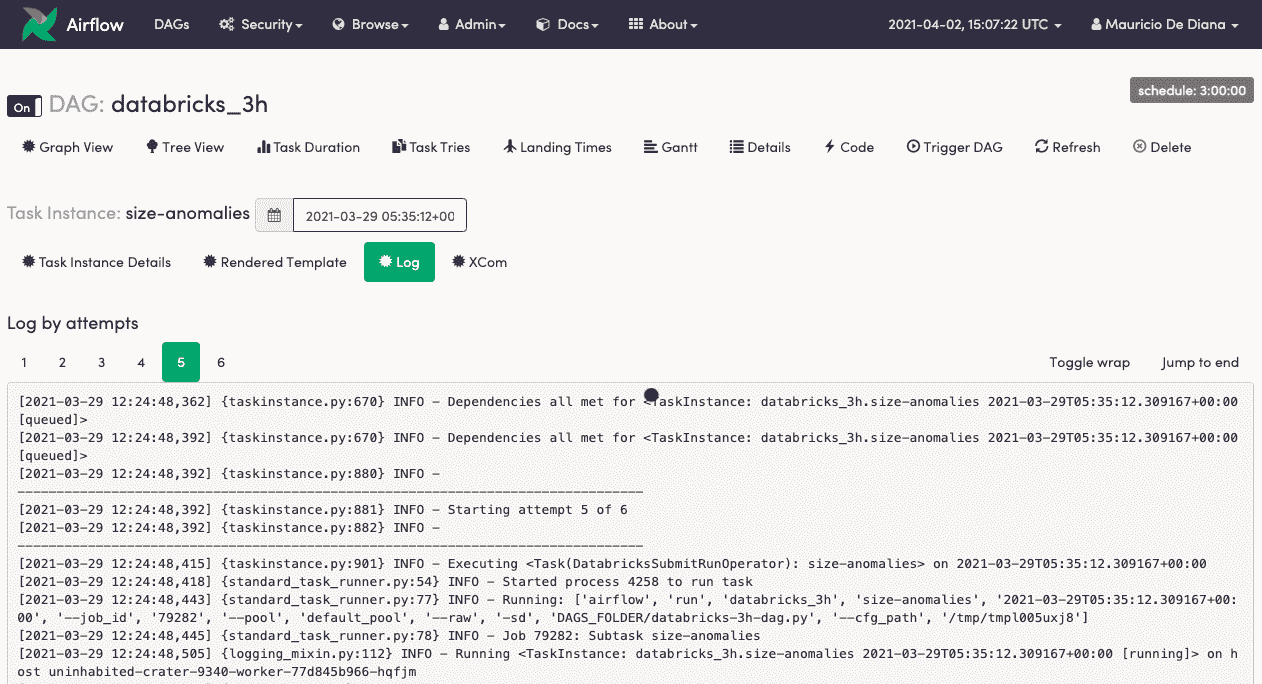 Airflow DAGs Security Browse Admin Docs About 2021-04-02, 15:07:22 UTC Mauricio De Diana
schedule: 3:00:00
On DAG: databricks_3h
Graph View Tree View Task Duration Task Tries Landing Times Gantt Details Code Trigger DAG Refresh Delete
Task Instance: size-anomalies 2021-03-29 05:35:12+00
Task Instance Details Rendered Template Log XCom
Log by attempts
1 2 3 4 5 6 Toggle wrap Jump to end
[2021-03-29 12:24:48,362] {taskinstance.py:670} INFO - Dependencies all met for <TaskInstance: databricks_3h.size-anomalies 2021-03-29T05:35:12.309167+00:00
[queued]>
[2021-03-29 12:24:48,392] {taskinstance.py:670} INFO - Dependencies all met for <TaskInstance: databricks_3h.size-anomalies 2021-03-29T05:35:12.309167+00:00
[queued]>
[2021-03-29 12:24:48,392] {taskinstance.py:880} INFO -
--------------------------------------------------------------------------------
[2021-03-29 12:24:48,392] {taskinstance.py:881} INFO - Starting attempt 5 of 6
[2021-03-29 12:24:48,392] {taskinstance.py:882} INFO -
--------------------------------------------------------------------------------
[2021-03-29 12:24:48,415] {taskinstance.py:901} INFO - Executing <Task(DatabricksSubmitRunOperator): size-anomalies> on 2021-03-29T05:35:12.309167+00:00
[2021-03-29 12:24:48,418] {standard_task_runner.py:54} INFO - Started process 4258 to run task
[2021-03-29 12:24:48,443] {standard_task_runner.py:77} INFO - Running: ['airflow', 'run', 'databricks_3h', 'size-anomalies', '2021-03-29T05:35:12.309167+00:
00', '--job_id', '79282', '--pool', 'default_pool', '--raw', '-sd', 'DAGS_FOLDER/databricks-3h-dag.py', '--cfg_path', '/tmp/tmpl005uxj8']
[2021-03-29 12:24:48,445] {standard_task_runner.py:78} INFO - Job 79282: Subtask size-anomalies
[2021-03-29 12:24:48,505] {logging_mixin.py:112} INFO - Running <TaskInstance: databricks_3h.size-anomalies 2021-03-29T05:35:12.309167+00:00 [running]> on h
ost uninhabited-crater-9340-worker-77d845b966-hqfjm